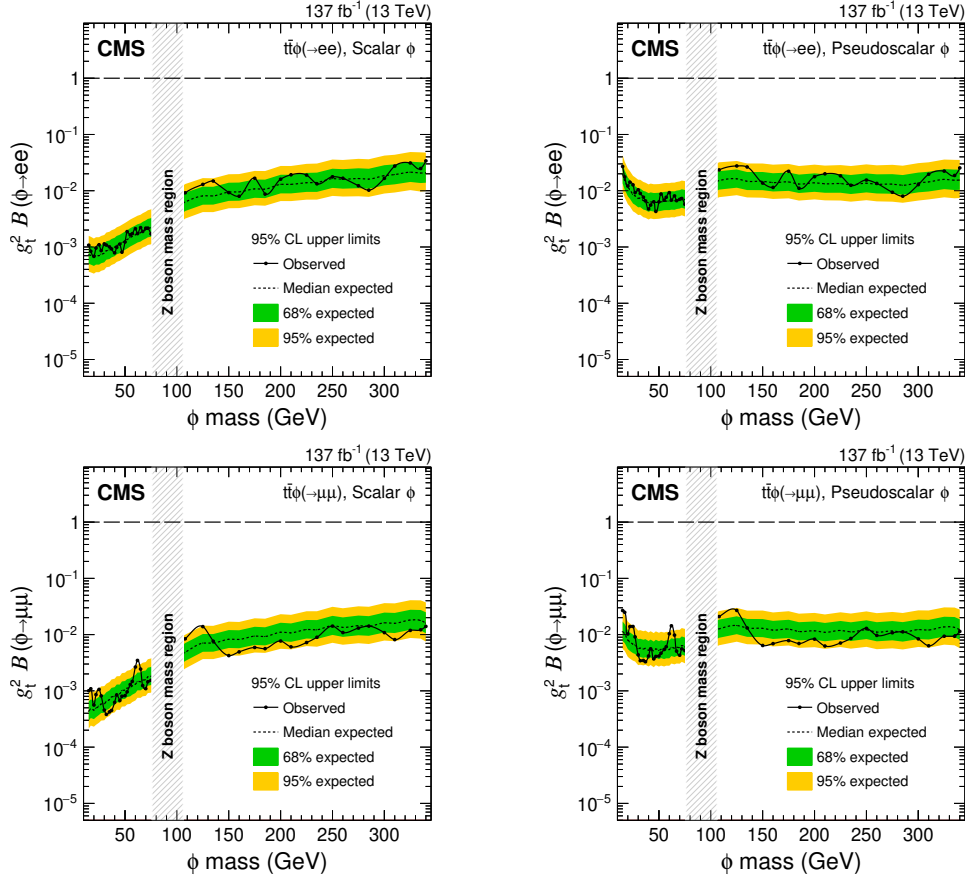 137 fb⁻¹ (13 TeV)
CMS
tt̄ϕ(→ee), Scalar ϕ
1
10⁻¹
10⁻²
10⁻³
10⁻⁴
10⁻⁵
g²ₜ B (ϕ→ee)
Z boson mass region
95% CL upper limits
Observed
Median expected
68% expected
95% expected
50 100 150 200 250 300
ϕ mass (GeV)
137 fb⁻¹ (13 TeV)
CMS
tt̄ϕ(→ee), Pseudoscalar ϕ
1
10⁻¹
10⁻²
10⁻³
10⁻⁴
10⁻⁵
g²ₜ B (ϕ→ee)
Z boson mass region
95% CL upper limits
Observed
Median expected
68% expected
95% expected
50 100 150 200 250 300
ϕ mass (GeV)
137 fb⁻¹ (13 TeV)
CMS
tt̄ϕ(→μμ), Scalar ϕ
1
10⁻¹
10⁻²
10⁻³
10⁻⁴
10⁻⁵
g²ₜ B (ϕ→μμ)
Z boson mass region
95% CL upper limits
Observed
Median expected
68% expected
95% expected
50 100 150 200 250 300
ϕ mass (GeV)
137 fb⁻¹ (13 TeV)
CMS
tt̄ϕ(→μμ), Pseudoscalar ϕ
1
10⁻¹
10⁻²
10⁻³
10⁻⁴
10⁻⁵
g²ₜ B (ϕ→μμ)
Z boson mass region
95% CL upper limits
Observed
Median expected
68% expected
95% expected
50 100 150 200 250 300
ϕ mass (GeV)